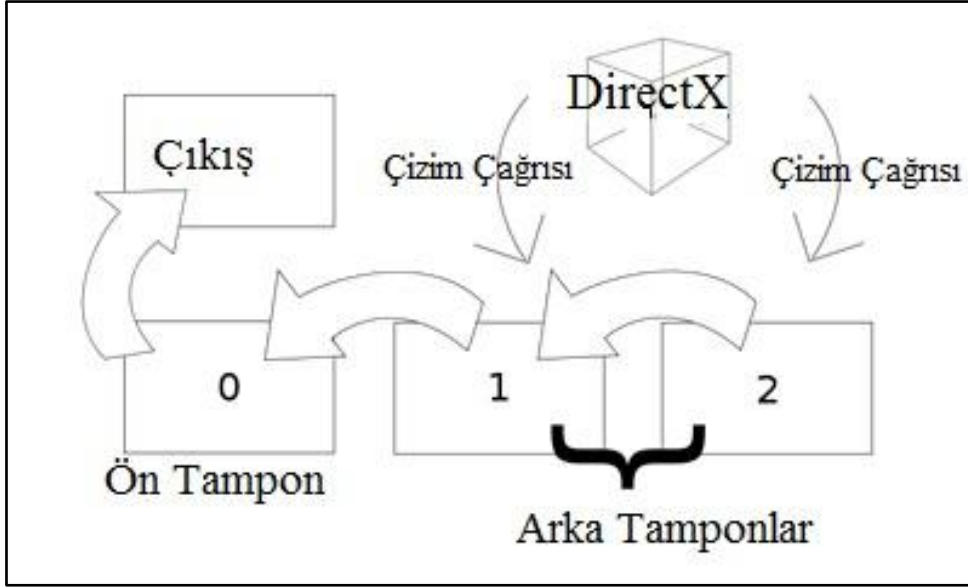 DirectX
Çıkış
Çizim Çağrısı
Çizim Çağrısı
0
1
2
Ön Tampon
Arka Tamponlar